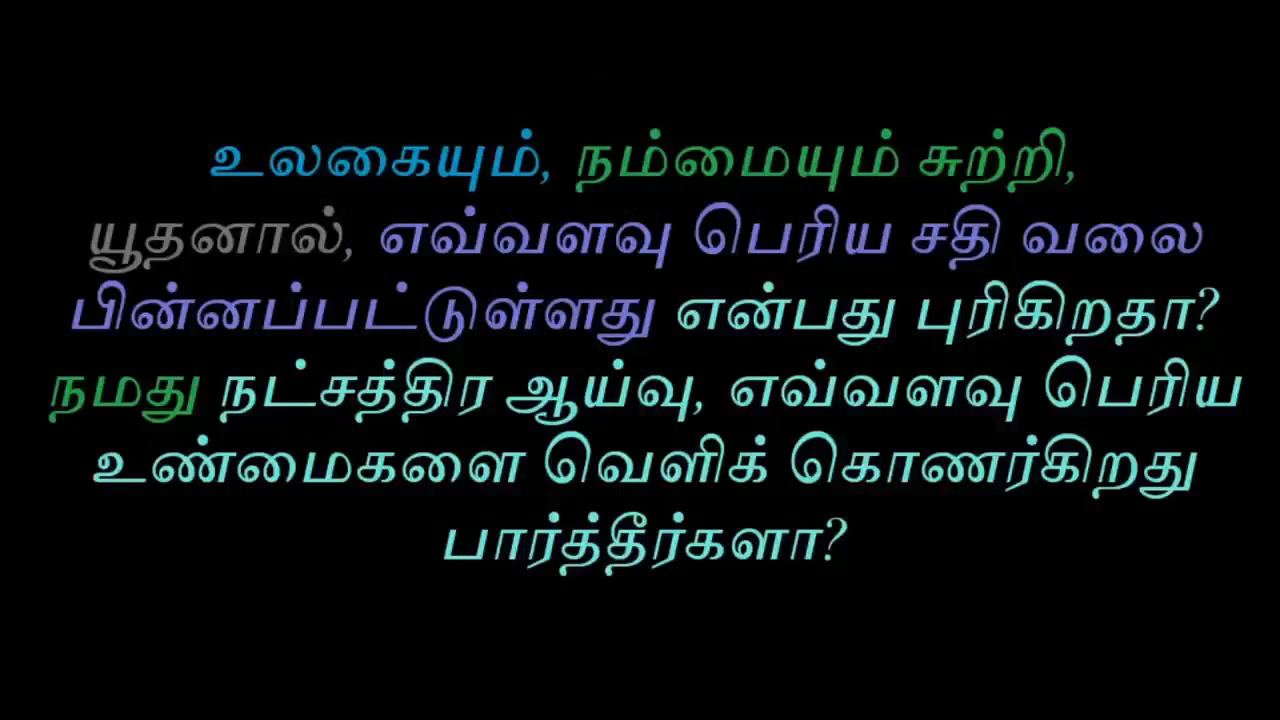 உலகையும், நம்மையும் சுற்றி,
யூதனால், எவ்வளவு பெரிய சதி வலை
பின்னப்பட்டுள்ளது என்பது புரிகிறதா?
நமது நட்சத்திர ஆய்வு, எவ்வளவு பெரிய
உண்மைகளை வெளிக் கொணர்கிறது
பார்த்தீர்களா?